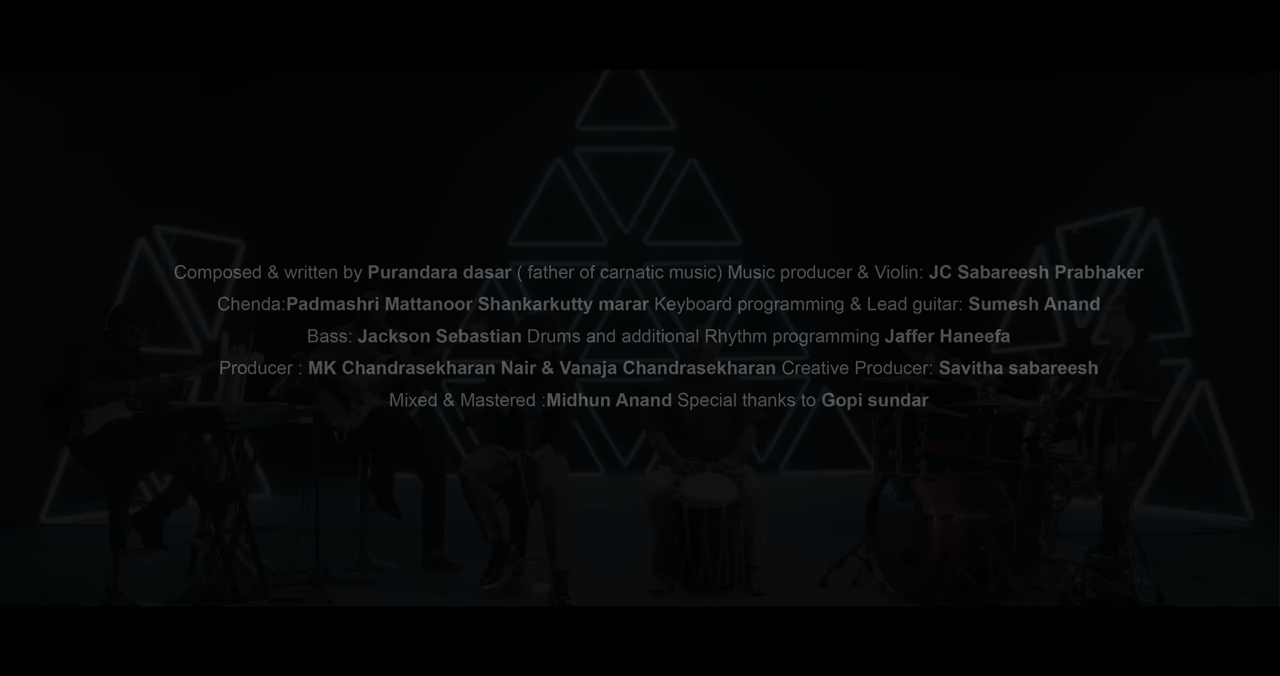 Composed & written by Purandara dasar ( father of carnatic music) Music producer & Violin: JC Sabareesh Prabhaker
Chenda:Padmashri Mattanoor Shankarkutty marar Keyboard programming & Lead guitar: Sumesh Anand
Bass: Jackson Sebastian Drums and additional Rhythm programming Jaffer Haneefa
Producer : MK Chandrasekharan Nair & Vanaja Chandrasekharan Creative Producer: Savitha sabareesh
Mixed & Mastered :Midhun Anand Special thanks to Gopi sundar